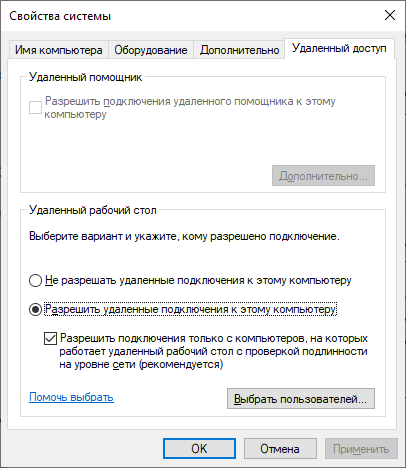 Свойства системы
Имя компьютера Оборудование Дополнительно Удаленный доступ
Удаленный помощник
Разрешить подключения удаленного помощника к этому
компьютеру
Дополнительно...
Удаленный рабочий стол
Выберите вариант и укажите, кому разрешено подключение.
Не разрешать удаленные подключения к этому компьютеру
Разрешить удаленные подключения к этому компьютеру
Разрешить подключения только с компьютеров, на которых
работает удаленный рабочий стол с проверкой подлинности
на уровне сети (рекомендуется)
Помочь выбрать Выбрать пользователей...
ОК Отмена Применить